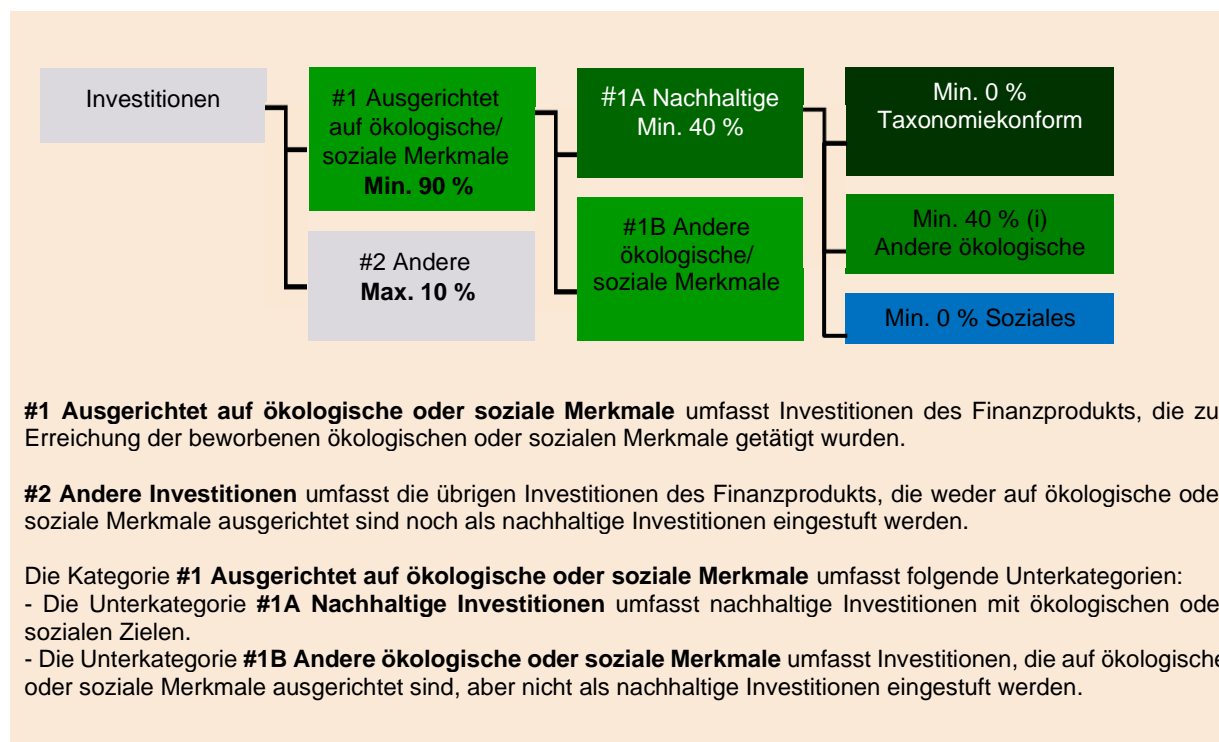 Investitionen
#1 Ausgerichtet
auf ökologische/
soziale Merkmale
Min. 90 %
#2 Andere
Max. 10 %
#1A Nachhaltige
Min. 40 %
#1B Andere
ökologische/
soziale Merkmale
Min. 0 %
Taxonomiekonform
Min. 40 % (i)
Andere ökologische
Min. 0 % Soziales
#1 Ausgerichtet auf ökologische oder soziale Merkmale umfasst Investitionen des Finanzprodukts, die zu
Erreichung der beworbenen ökologischen oder sozialen Merkmale getätigt wurden.
#2 Andere Investitionen umfasst die übrigen Investitionen des Finanzprodukts, die weder auf ökologische ode
soziale Merkmale ausgerichtet sind noch als nachhaltige Investitionen eingestuft werden.
Die Kategorie #1 Ausgerichtet auf ökologische oder soziale Merkmale umfasst folgende Unterkategorien:
- Die Unterkategorie #1A Nachhaltige Investitionen umfasst nachhaltige Investitionen mit ökologischen ode
sozialen Zielen.
- Die Unterkategorie #1B Andere ökologische oder soziale Merkmale umfasst Investitionen, die auf ökologische
oder soziale Merkmale ausgerichtet sind, aber nicht als nachhaltige Investitionen eingestuft werden.